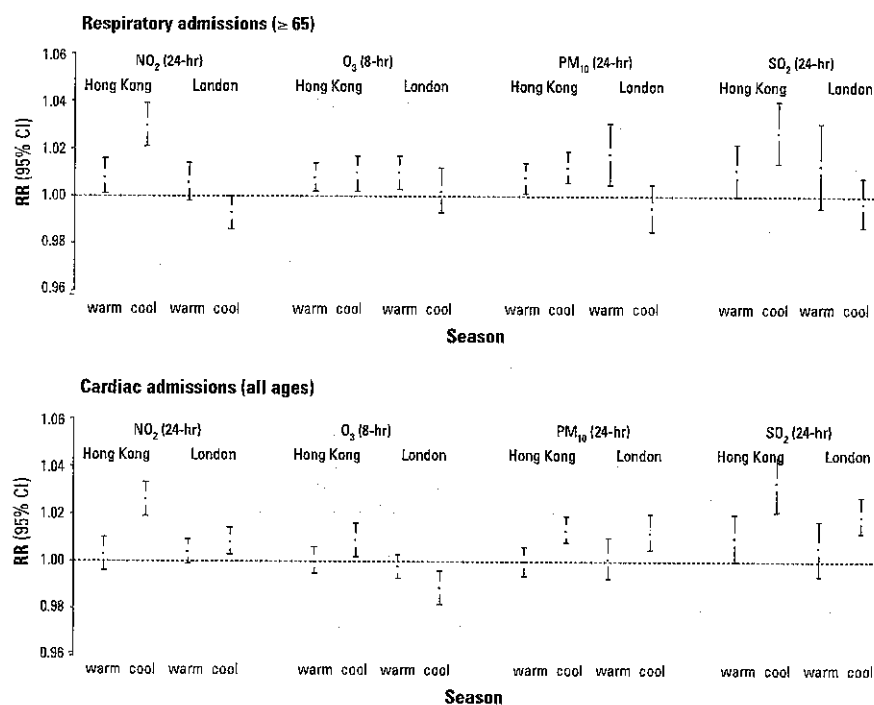 Respiratory admissions (≥ 65)
NO₂ (24-hr) O₃ (8-hr) PM₁₀ (24-hr) SO₂ (24-hr)
Hong Kong London Hong Kong London Hong Kong London Hong Kong London
1.06
1.04
1.02
1.00
0.98
0.96
RR (95% CI)
warm cool warm cool warm cool warm cool warm cool warm cool warm cool warm cool
Season
Cardiac admissions (all ages)
NO₂ (24-hr) O₃ (8-hr) PM₁₀ (24-hr) SO₂ (24-hr)
Hong Kong London Hong Kong London Hong Kong London Hong Kong London
1.06
1.04
1.02
1.00
0.98
0.96
RR (95% CI)
warm cool warm cool warm cool warm cool warm cool warm cool warm cool warm cool
Season